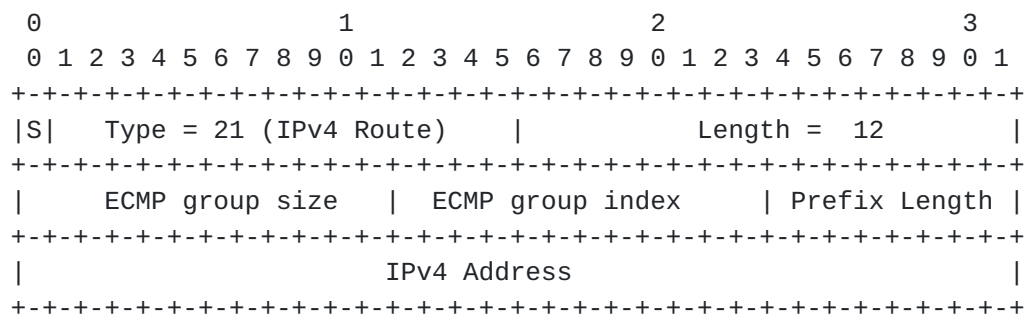 0                   1                   2                   3
 0 1 2 3 4 5 6 7 8 9 0 1 2 3 4 5 6 7 8 9 0 1 2 3 4 5 6 7 8 9 0 1
+-+-+-+-+-+-+-+-+-+-+-+-+-+-+-+-+-+-+-+-+-+-+-+-+-+-+-+-+-+-+-+-+
|S|   Type = 21 (IPv4 Route)    |           Length =  12        |
+-+-+-+-+-+-+-+-+-+-+-+-+-+-+-+-+-+-+-+-+-+-+-+-+-+-+-+-+-+-+-+-+
|     ECMP group size   |  ECMP group index     | Prefix Length |
+-+-+-+-+-+-+-+-+-+-+-+-+-+-+-+-+-+-+-+-+-+-+-+-+-+-+-+-+-+-+-+-+
|                       IPv4 Address                            |
+-+-+-+-+-+-+-+-+-+-+-+-+-+-+-+-+-+-+-+-+-+-+-+-+-+-+-+-+-+-+-+-+